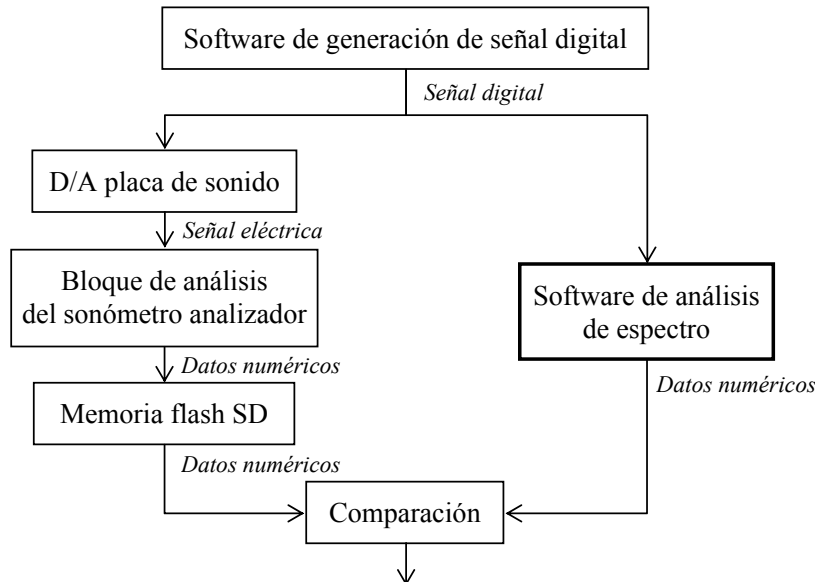 Software de generación de señal digital
Señal digital
D/A placa de sonido
Señal eléctrica
Bloque de análisis
del sonómetro analizador
Datos numéricos
Memoria flash SD
Datos numéricos
Software de análisis
de espectro
Datos numéricos
Comparación